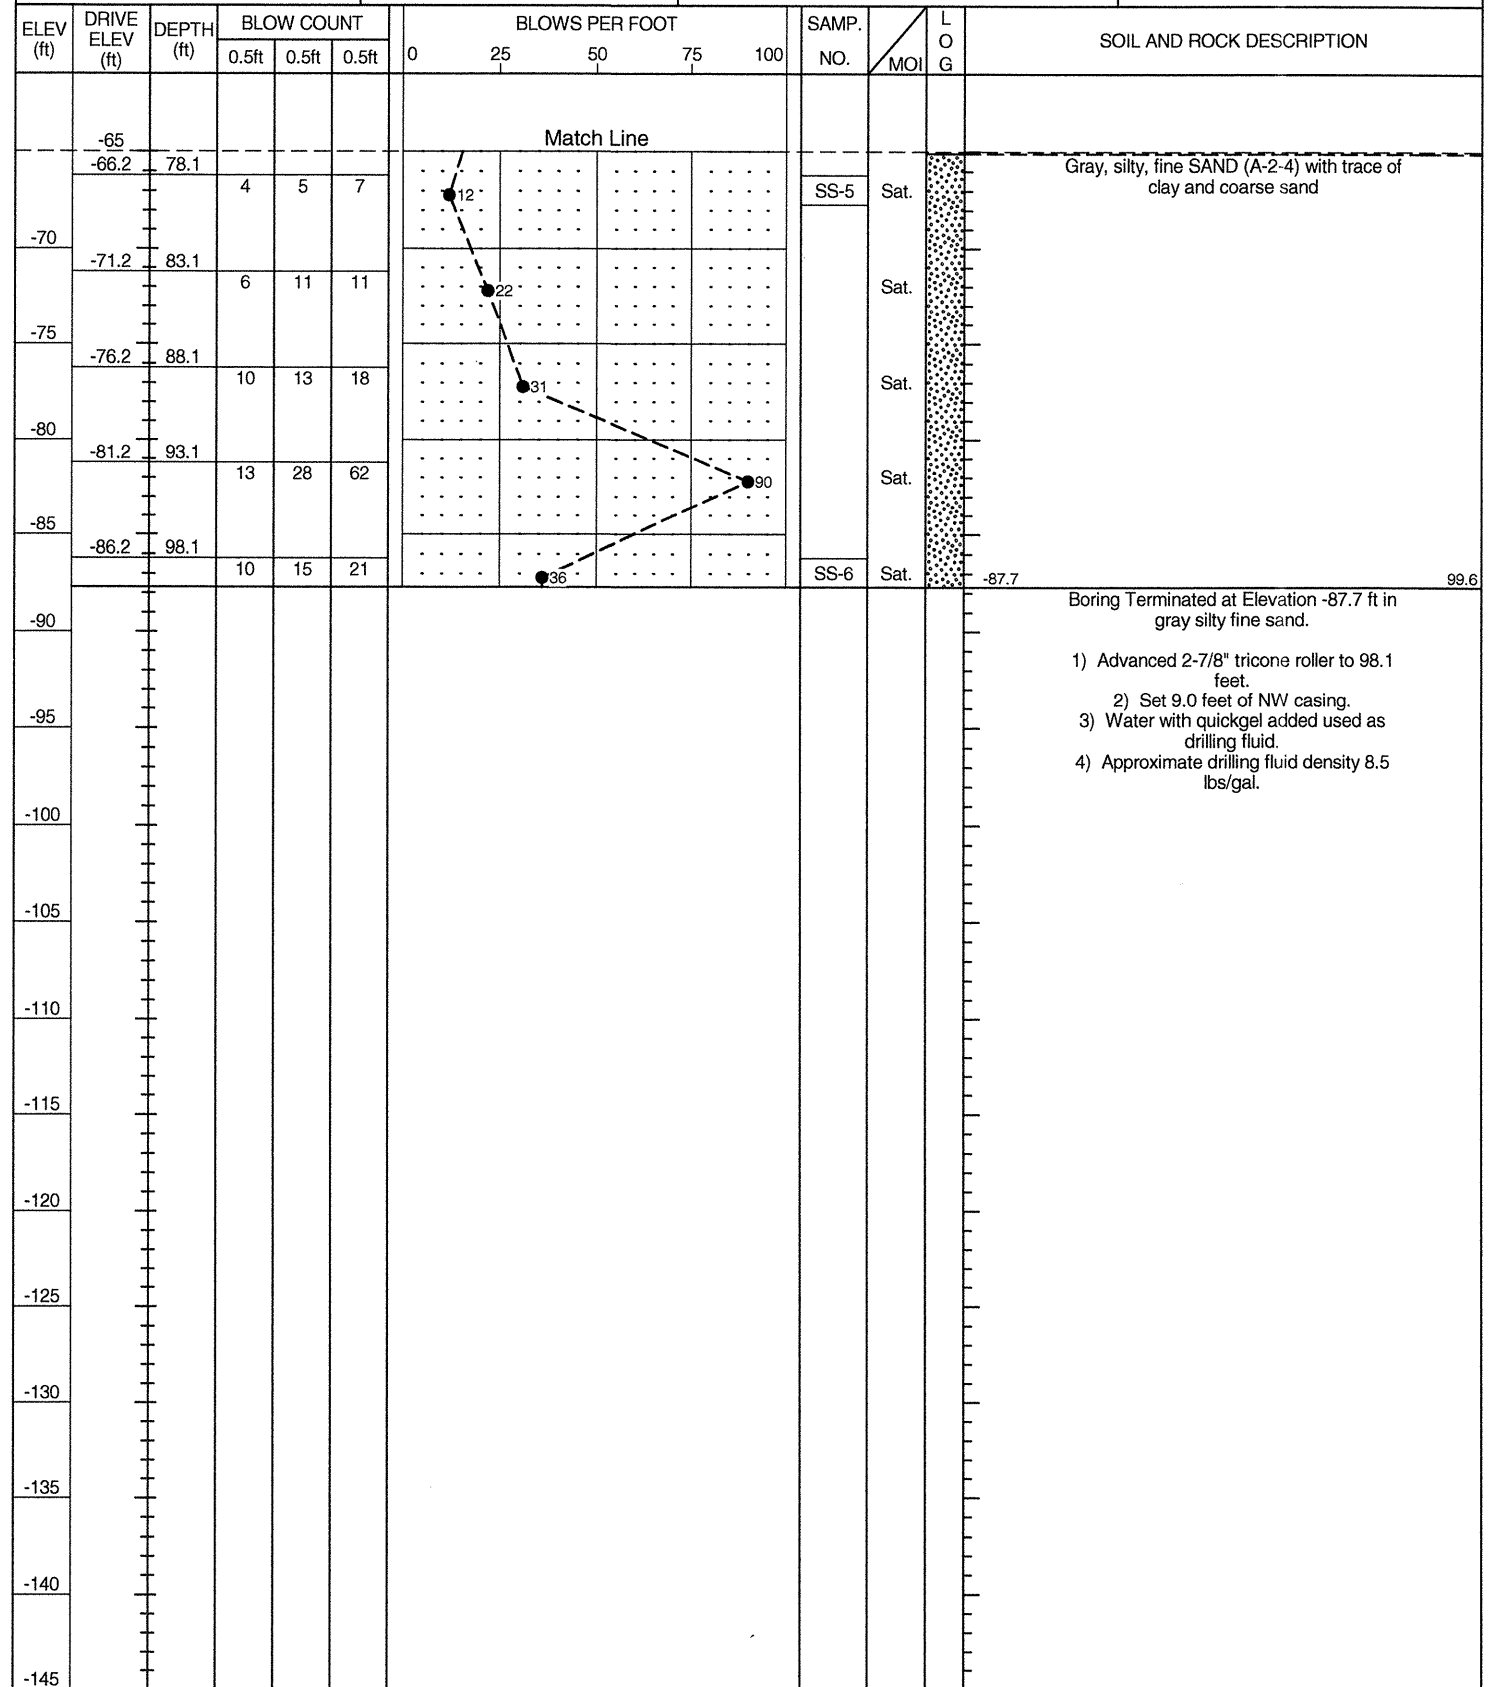 ELEV (ft) DRIVE ELEV (ft) DEPTH (ft) BLOW COUNT BLOWS PER FOOT SAMP. NO. MOI L O G SOIL AND ROCK DESCRIPTION
0.5ft 0.5ft 0.5ft 0 25 50 75 100
-65 Match Line
-66.2 78.1 Gray, silty, fine SAND (A-2-4) with trace of
4 5 7 12 SS-5 Sat. clay and coarse sand
-70
-71.2 83.1
6 11 11 22 Sat.
-75
-76.2 88.1
10 13 18 31 Sat.
-80
-81.2 93.1
13 28 62 90 Sat.
-85
-86.2 98.1
10 15 21 36 SS-6 Sat. -87.7 99.6
Boring Terminated at Elevation -87.7 ft in
-90 gray silty fine sand.
1) Advanced 2-7/8" tricone roller to 98.1
feet.
2) Set 9.0 feet of NW casing.
-95 3) Water with quickgel added used as
drilling fluid.
4) Approximate drilling fluid density 8.5
lbs/gal.
-100
-105
-110
-115
-120
-125
-130
-135
-140
-145